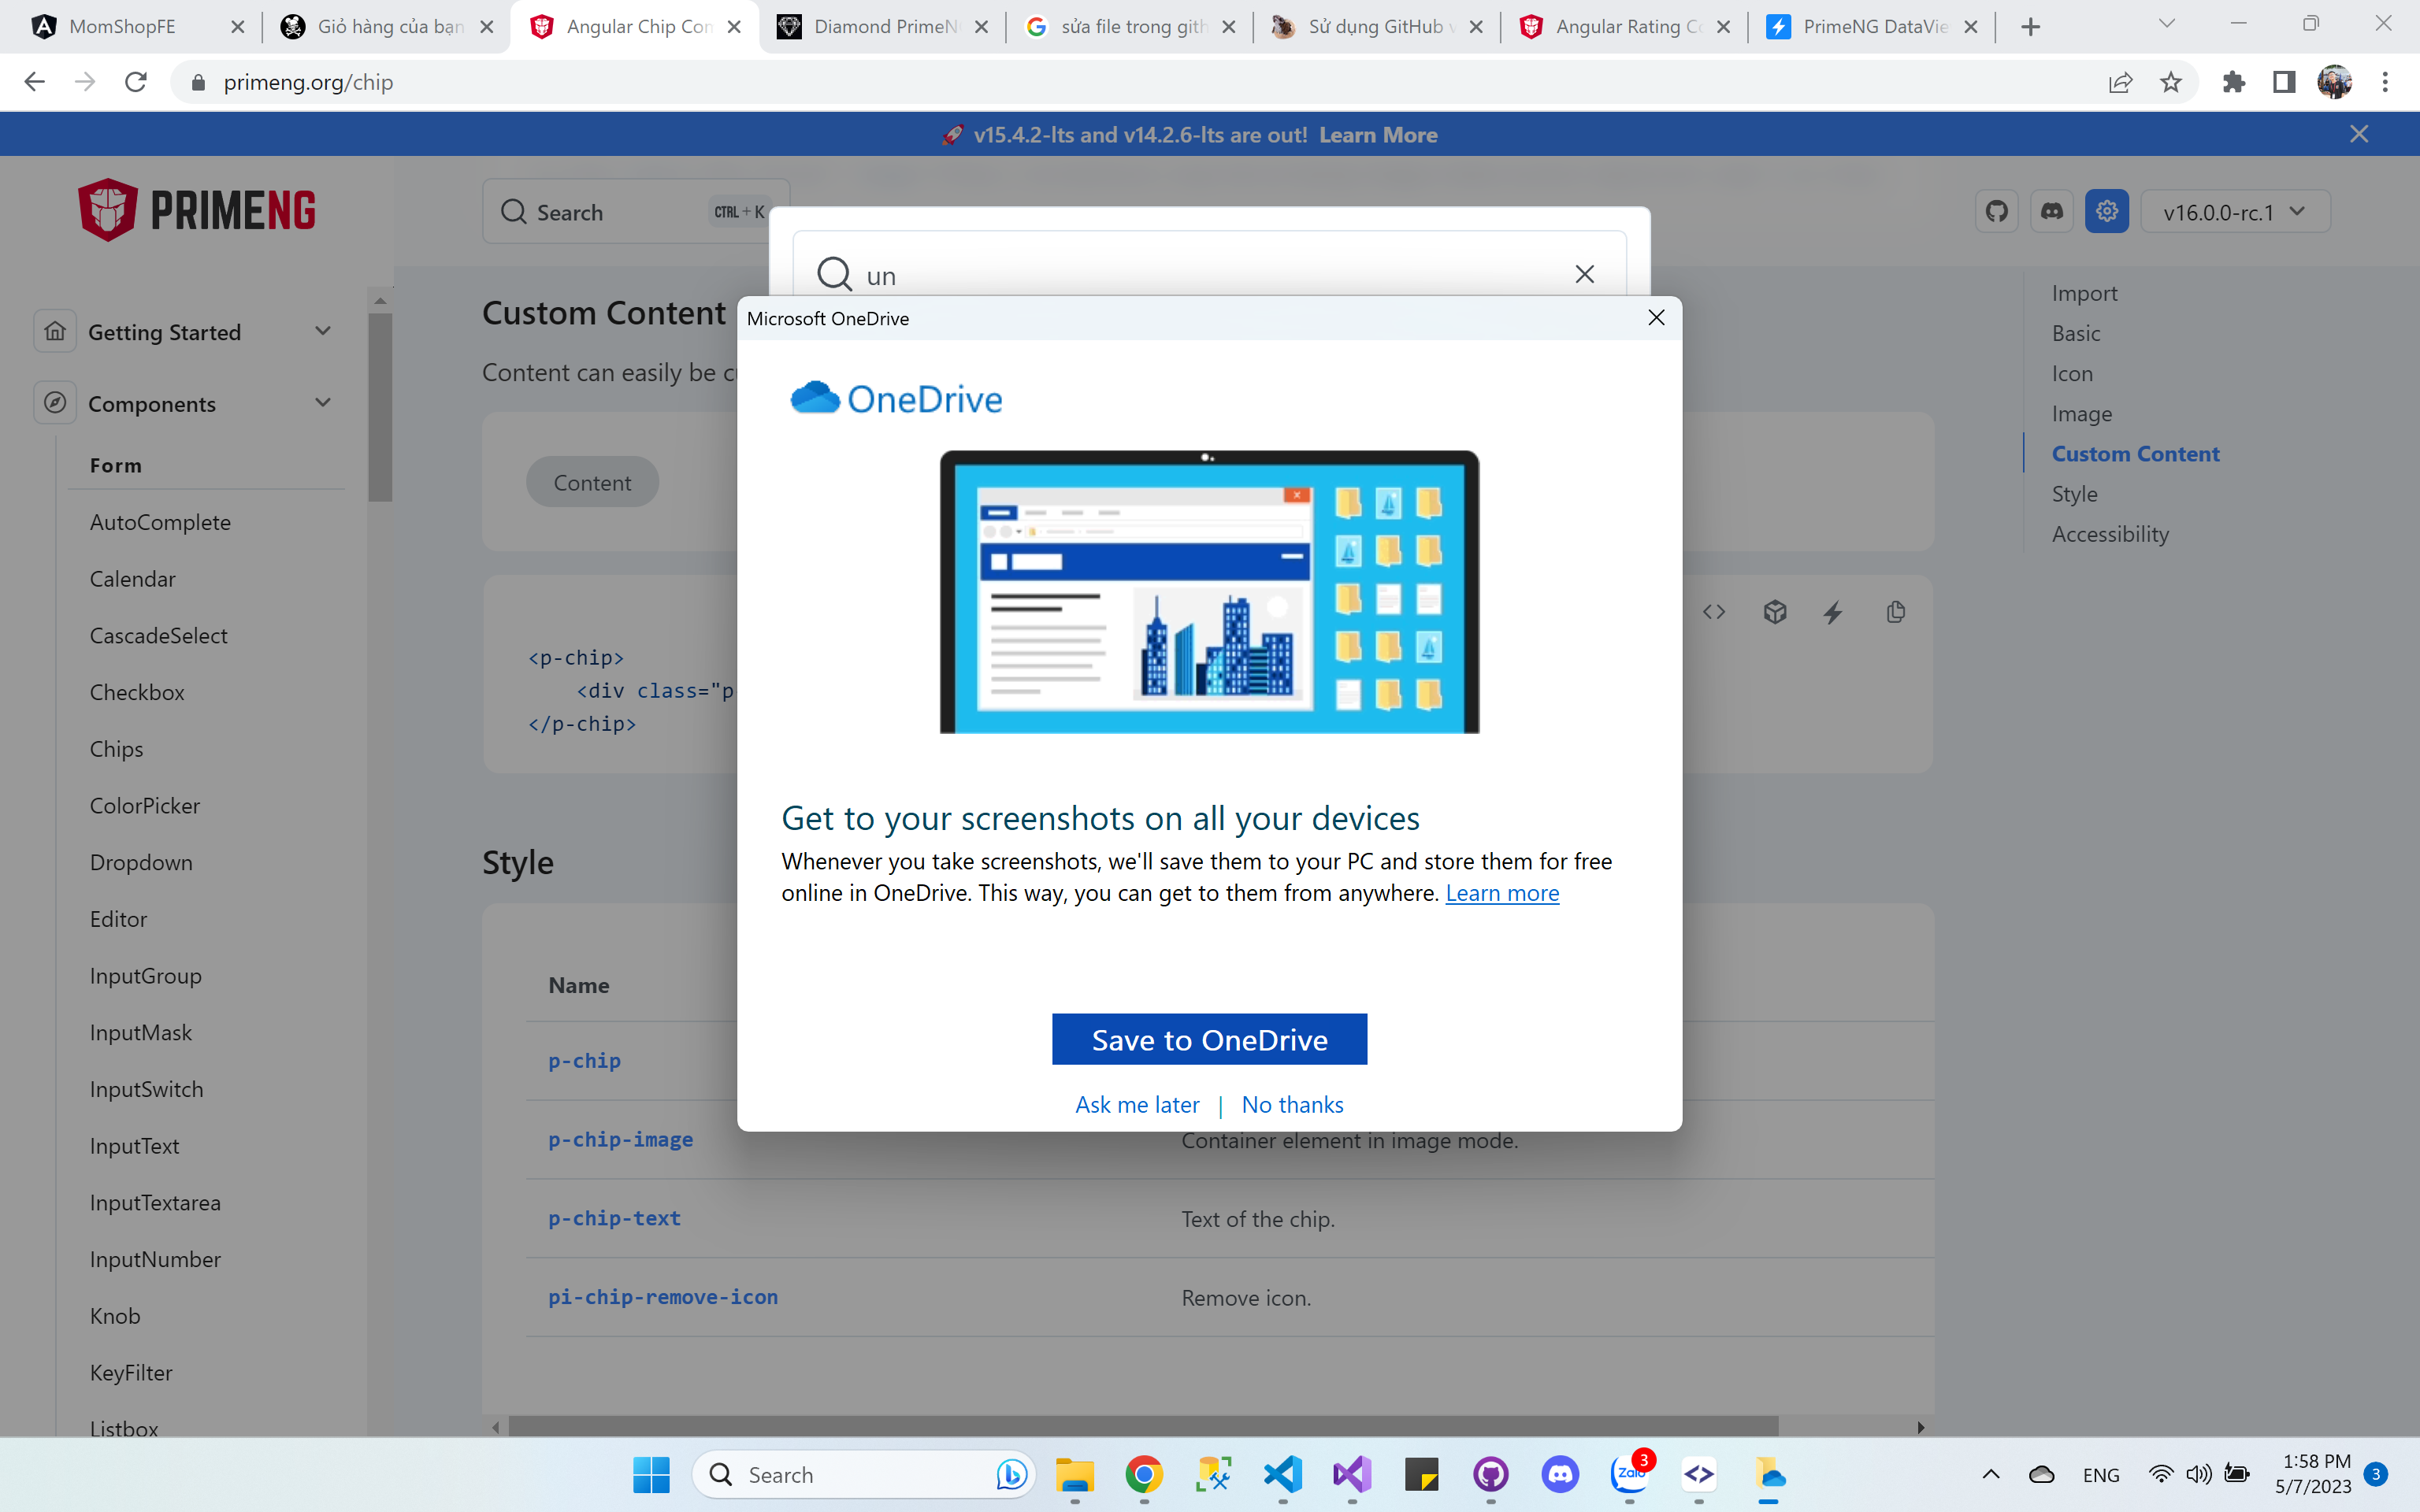 MomShopFE
Giỏ hàng của bạn
Angular Chip Con
Diamond PrimeN
sửa file trong gith
Sử dụng GitHub v
Angular Rating Co
PrimeNG DataVie
primeng.org/chip
v15.4.2-lts and v14.2.6-lts are out! Learn More
PRIMENG
Search
CTRL + K
v16.0.0-rc.1
un
Getting Started
Components
Form
AutoComplete
Calendar
CascadeSelect
Checkbox
Chips
ColorPicker
Dropdown
Editor
InputGroup
InputMask
InputSwitch
InputText
InputTextarea
InputNumber
Knob
KeyFilter
Listbox
Custom Content
Content can easily be
Content
<p-chip>
<div class="p
</p-chip>
Style
Name
p-chip
p-chip-image
Container element in image mode.
p-chip-text
Text of the chip.
pi-chip-remove-icon
Remove icon.
Microsoft OneDrive
OneDrive
Get to your screenshots on all your devices
Whenever you take screenshots, we'll save them to your PC and store them for free
online in OneDrive. This way, you can get to them from anywhere. Learn more
Save to OneDrive
Ask me later | No thanks
Import
Basic
Icon
Image
Custom Content
Style
Accessibility
Search
Zalo
3
ENG
1:58 PM
5/7/2023
3